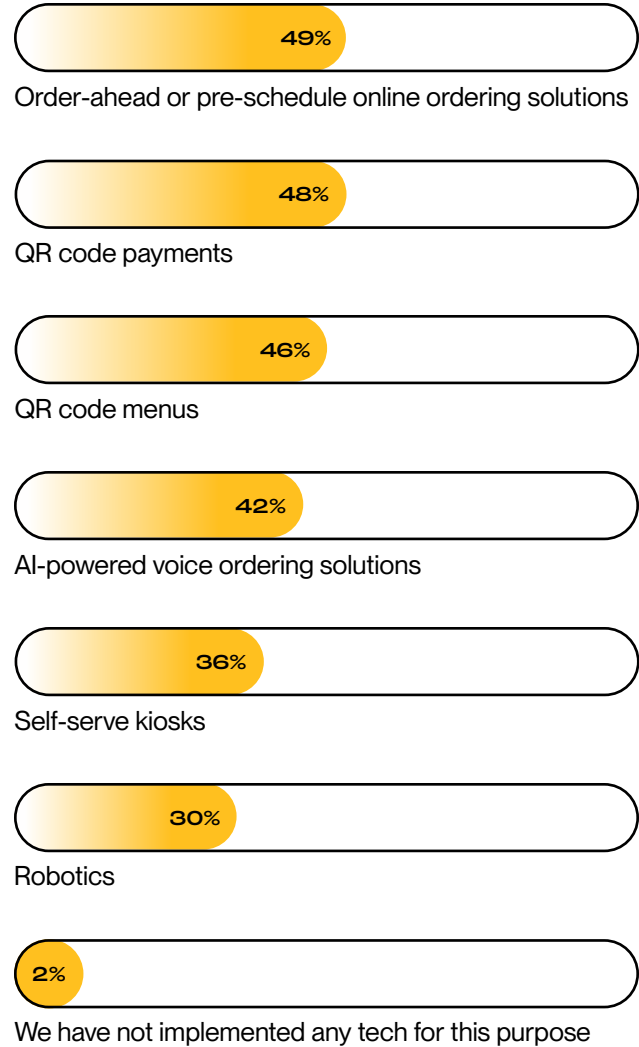 49%
Order-ahead or pre-schedule online ordering solutions
48%
QR code payments
46%
QR code menus
42%
AI-powered voice ordering solutions
36%
Self-serve kiosks
30%
Robotics
2%
We have not implemented any tech for this purpose